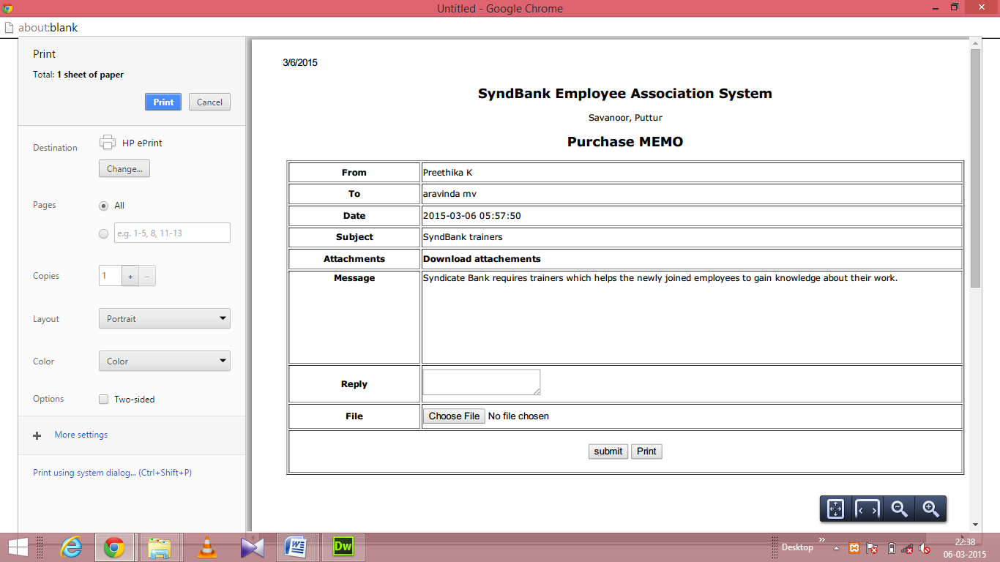 Untitled - Google Chrome
about:blank
Print
Total: 1 sheet of paper
Print
Cancel
Destination
HP ePrint
Change...
Pages
All
e.g. 1-5, 8, 11-13
Copies
1
+
–
Layout
Portrait
Color
Color
Options
Two-sided
More settings
Print using system dialog... (Ctrl+Shift+P)
3/6/2015
SyndBank Employee Association System
Savanoor, Puttur
Purchase MEMO
From Preethika K
To aravinda mv
Date 2015-03-06 05:57:50
Subject SyndBank trainers
Attachments Download attachements
Message Syndicate Bank requires trainers which helps the newly joined employees to gain knowledge about their work.
Reply
File Choose File No file chosen
submit Print
Dw
Desktop
22:38
06-03-2015